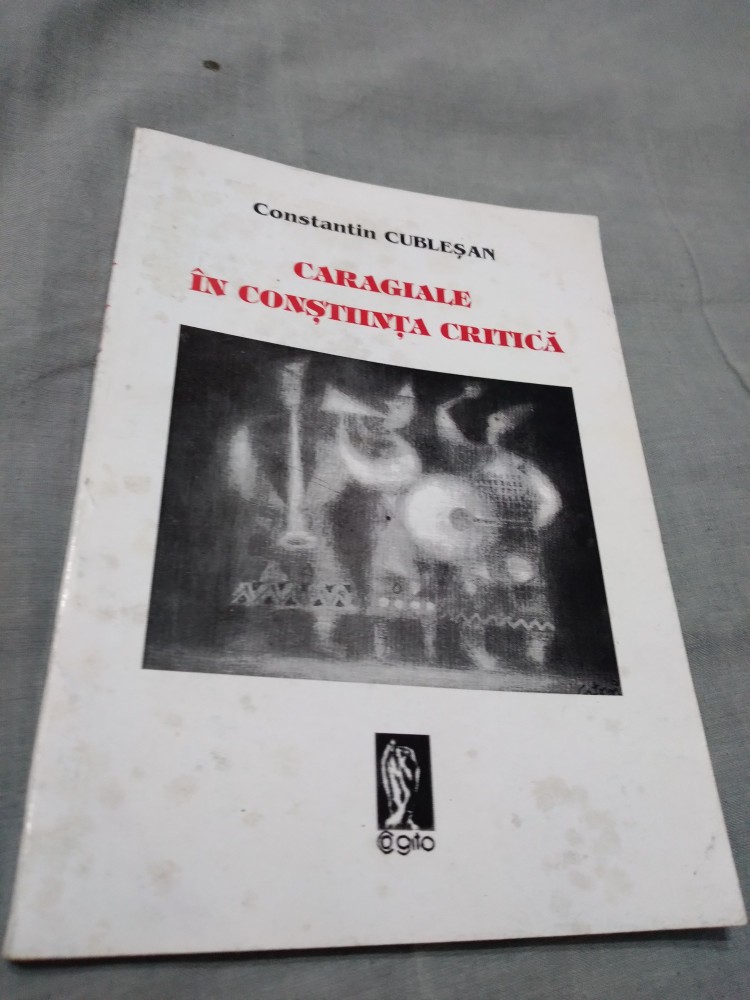 Constantin CUBLEȘAN
CARAGIALE
ÎN CONȘTIINȚA CRITICĂ
Cogito